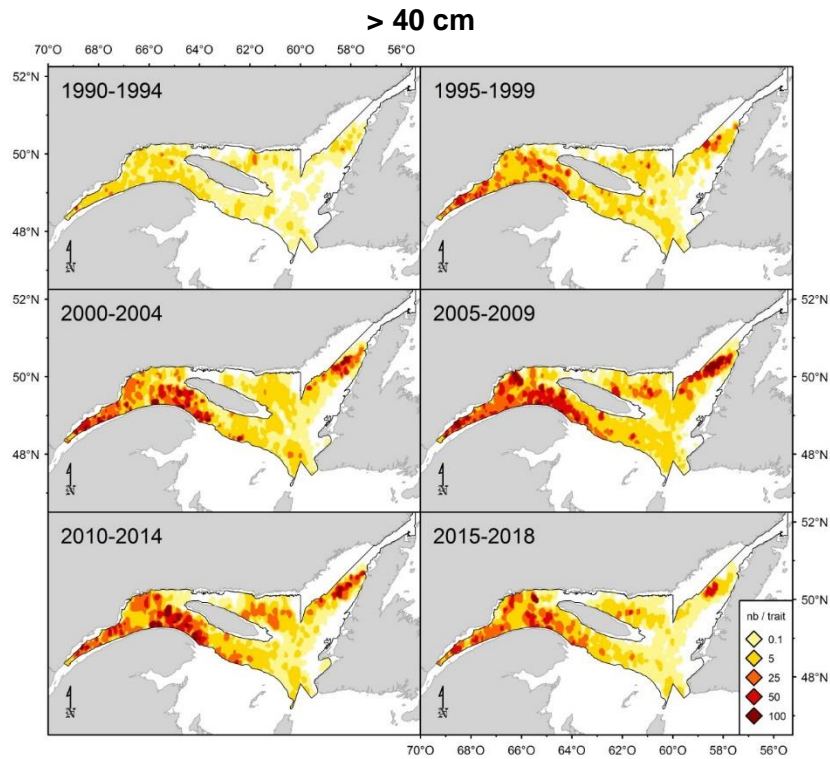 > 40 cm
70°O 68°O 66°O 64°O 62°O 60°O 58°O 56°O
52°N
50°N
48°N
1990-1994
N
1995-1999
N
52°N
50°N
48°N
2000-2004
N
2005-2009
N
52°N
50°N
48°N
2010-2014
N
2015-2018
N
nb / trait
0.1
5
25
50
100
52°N
50°N
48°N
70°O 68°O 66°O 64°O 62°O 60°O 58°O 56°O